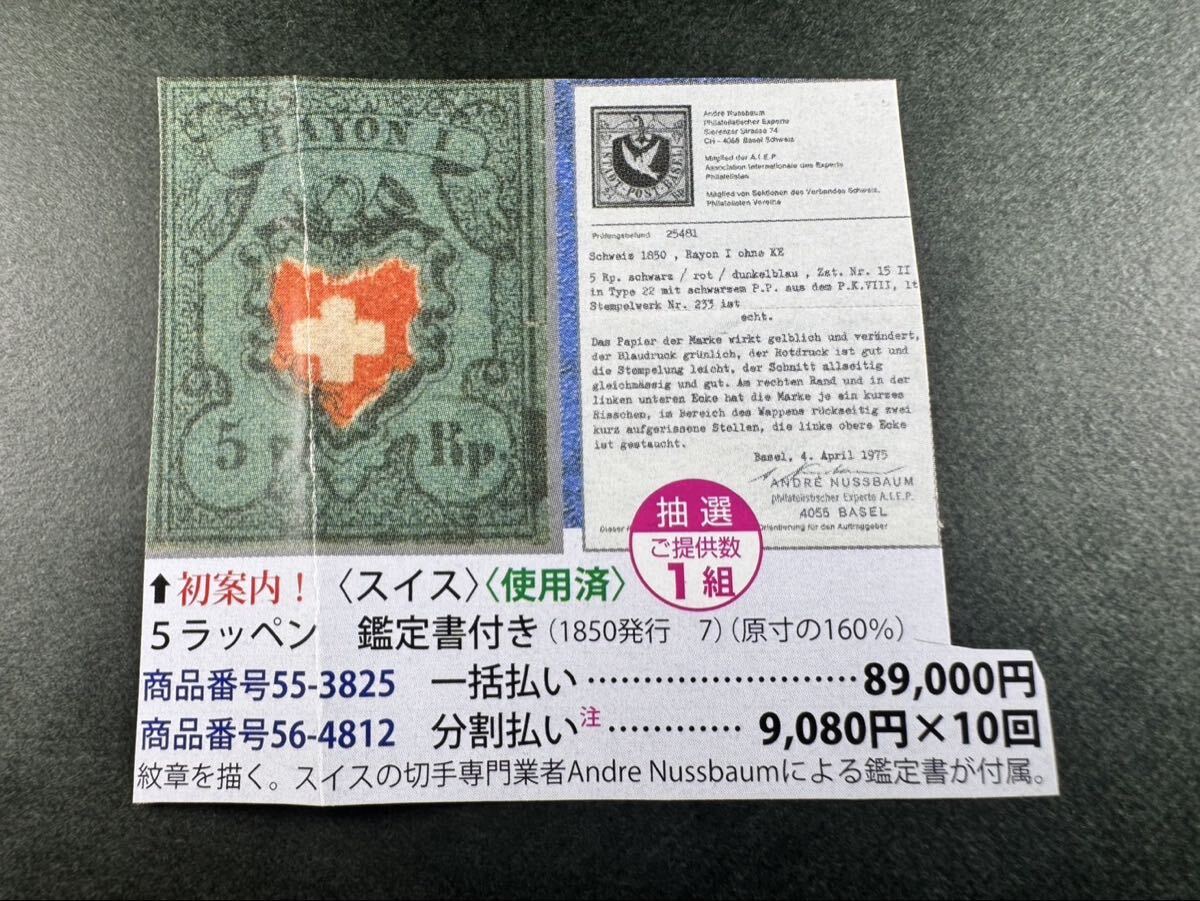 RAYON I
5 Rp.
Andre Nussbaum
Philatelistischer Experte
Sierenzer Strasse 74
CH-4055 Basel Schweiz
Mitglied der A.I.E.P.
Association Internationale des Experts
Philatelistes
Mitglied von Sektionen des Verbandes Schweiz.
Philatelisten Vereine
STADT-POST-BASEL
Prüfungsbefund 25481
Schweiz 1850 , Rayon I ohne KE
5 Rp. schwarz / rot / dunkelblau , Zst. Nr. 15 II
in Type 22 mit schwarzem P.P. aus dem P.K.VIII, lt
Stempelwerk Nr. 233 ist
echt.
Das Papier der Marke wirkt gelblich und verändert,
der Blaudruck grünlich, der Rotdruck ist gut und
die Stempelung leicht, der Schnitt allseitig
gleichmässig und gut. Am rechten Rand und in der
linken unteren Ecke hat die Marke je ein kurzes
Risschen, im Bereich des Wappens rückseitig zwei
kurz aufgerissene Stellen, die linke obere Ecke
ist gestaucht.
Basel, 4. April 1975
ANDRÉ NUSSBAUM
philatelistischer Experte A.I.E.P.
4055 BASEL
Dieser
Orientierung für den Auftraggeber
抽選
ご提供数
1組
⬆初案内！〈スイス〉〈使用済〉
5ラッペン 鑑定書付き（1850発行 7）（原寸の160%）
商品番号55-3825 一括払い……………………89,000円
商品番号56-4812 分割払い注…………9,080円×10回
紋章を描く。スイスの切手専門業者Andre Nussbaumによる鑑定書が付属。